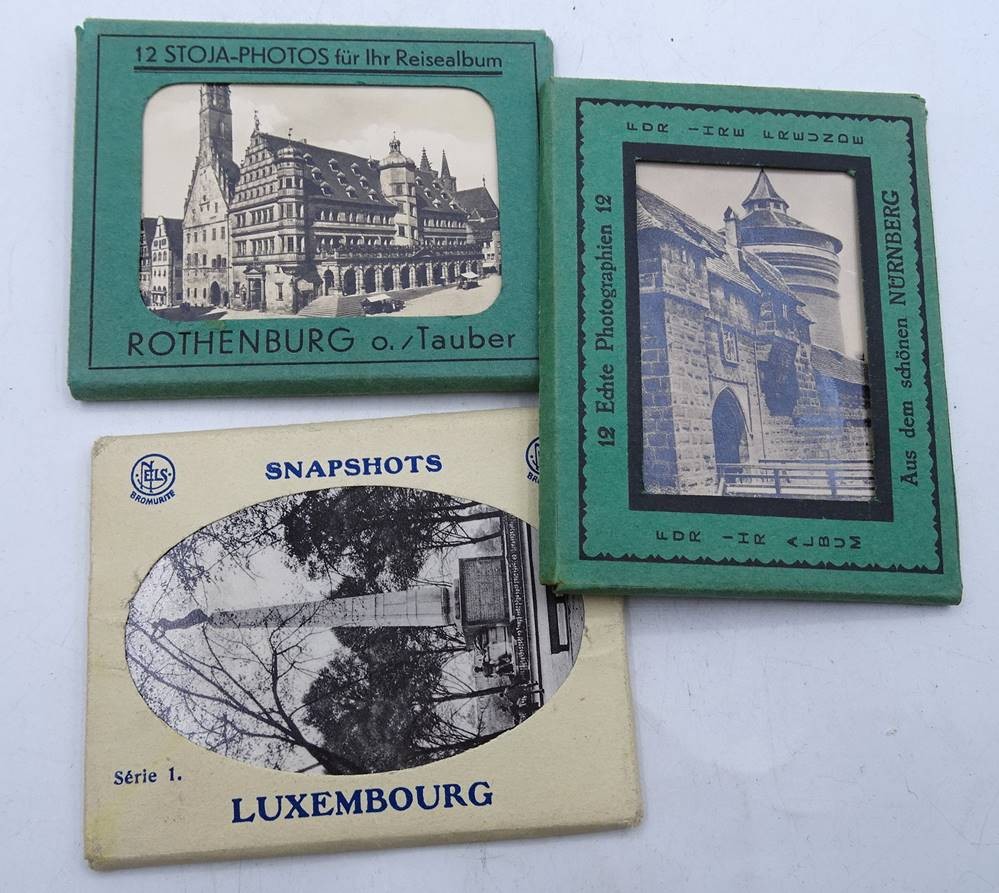 12 STOJA-PHOTOS für Ihr Reisealbum
ROTHENBURG o./Tauber
FÜR IHRE FREUNDE
12 Echte Photographien 12
Aus dem schönen NÜRNBERG
FÜR IHR ALBUM
NELS
BROMURITE
SNAPSHOTS
Série 1.
LUXEMBOURG